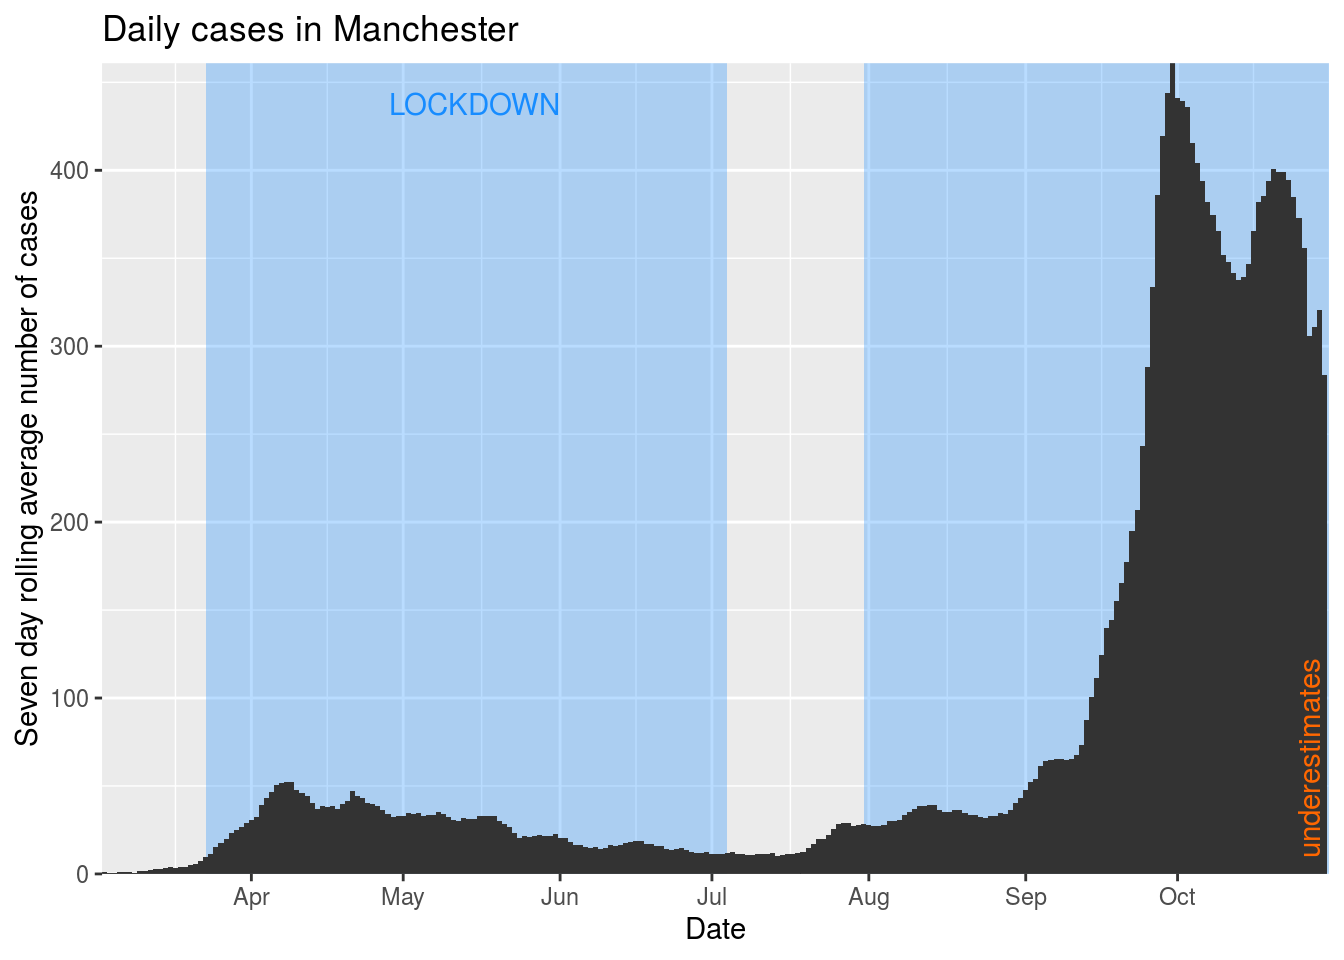 Daily cases in Manchester
LOCKDOWN
Seven day rolling average number of cases
400
300
200
100
0
underestimates
Apr May Jun Jul Aug Sep Oct
Date